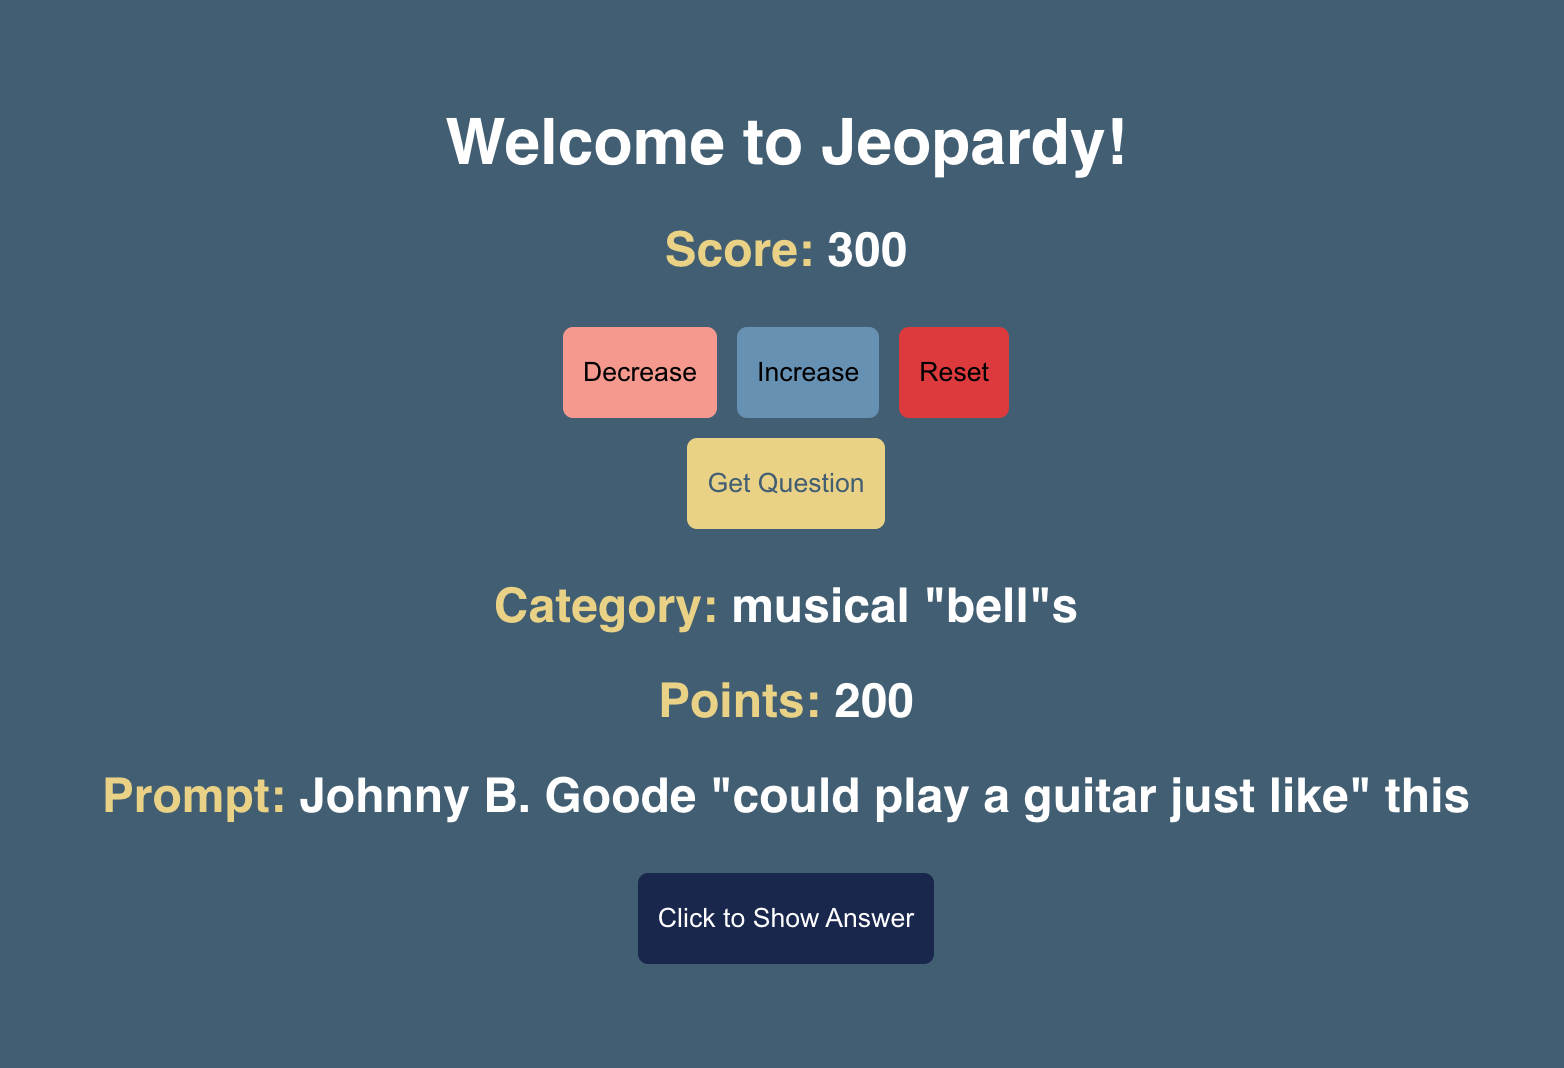 Welcome to Jeopardy!
Score: 300
Decrease Increase Reset
Get Question
Category: musical "bell"s
Points: 200
Prompt: Johnny B. Goode "could play a guitar just like" this
Click to Show Answer